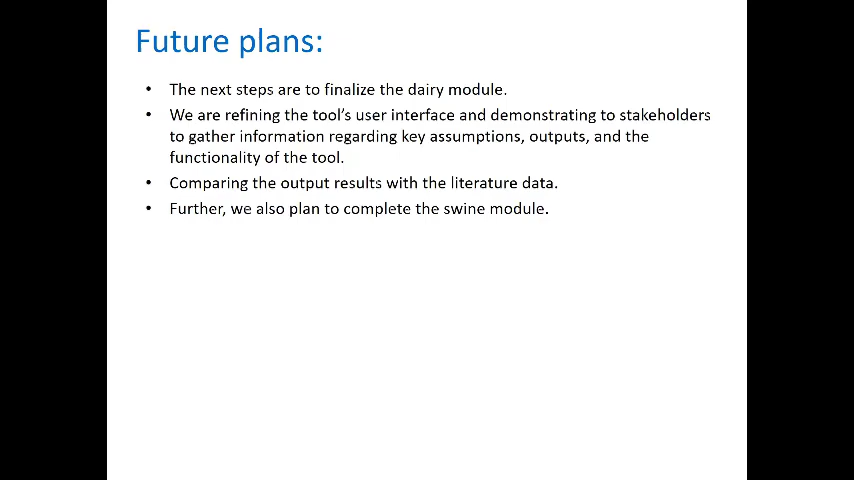 Future plans:
• The next steps are to finalize the dairy module.
• We are refining the tool's user interface and demonstrating to stakeholders
to gather information regarding key assumptions, outputs, and the
functionality of the tool.
• Comparing the output results with the literature data.
• Further, we also plan to complete the swine module.